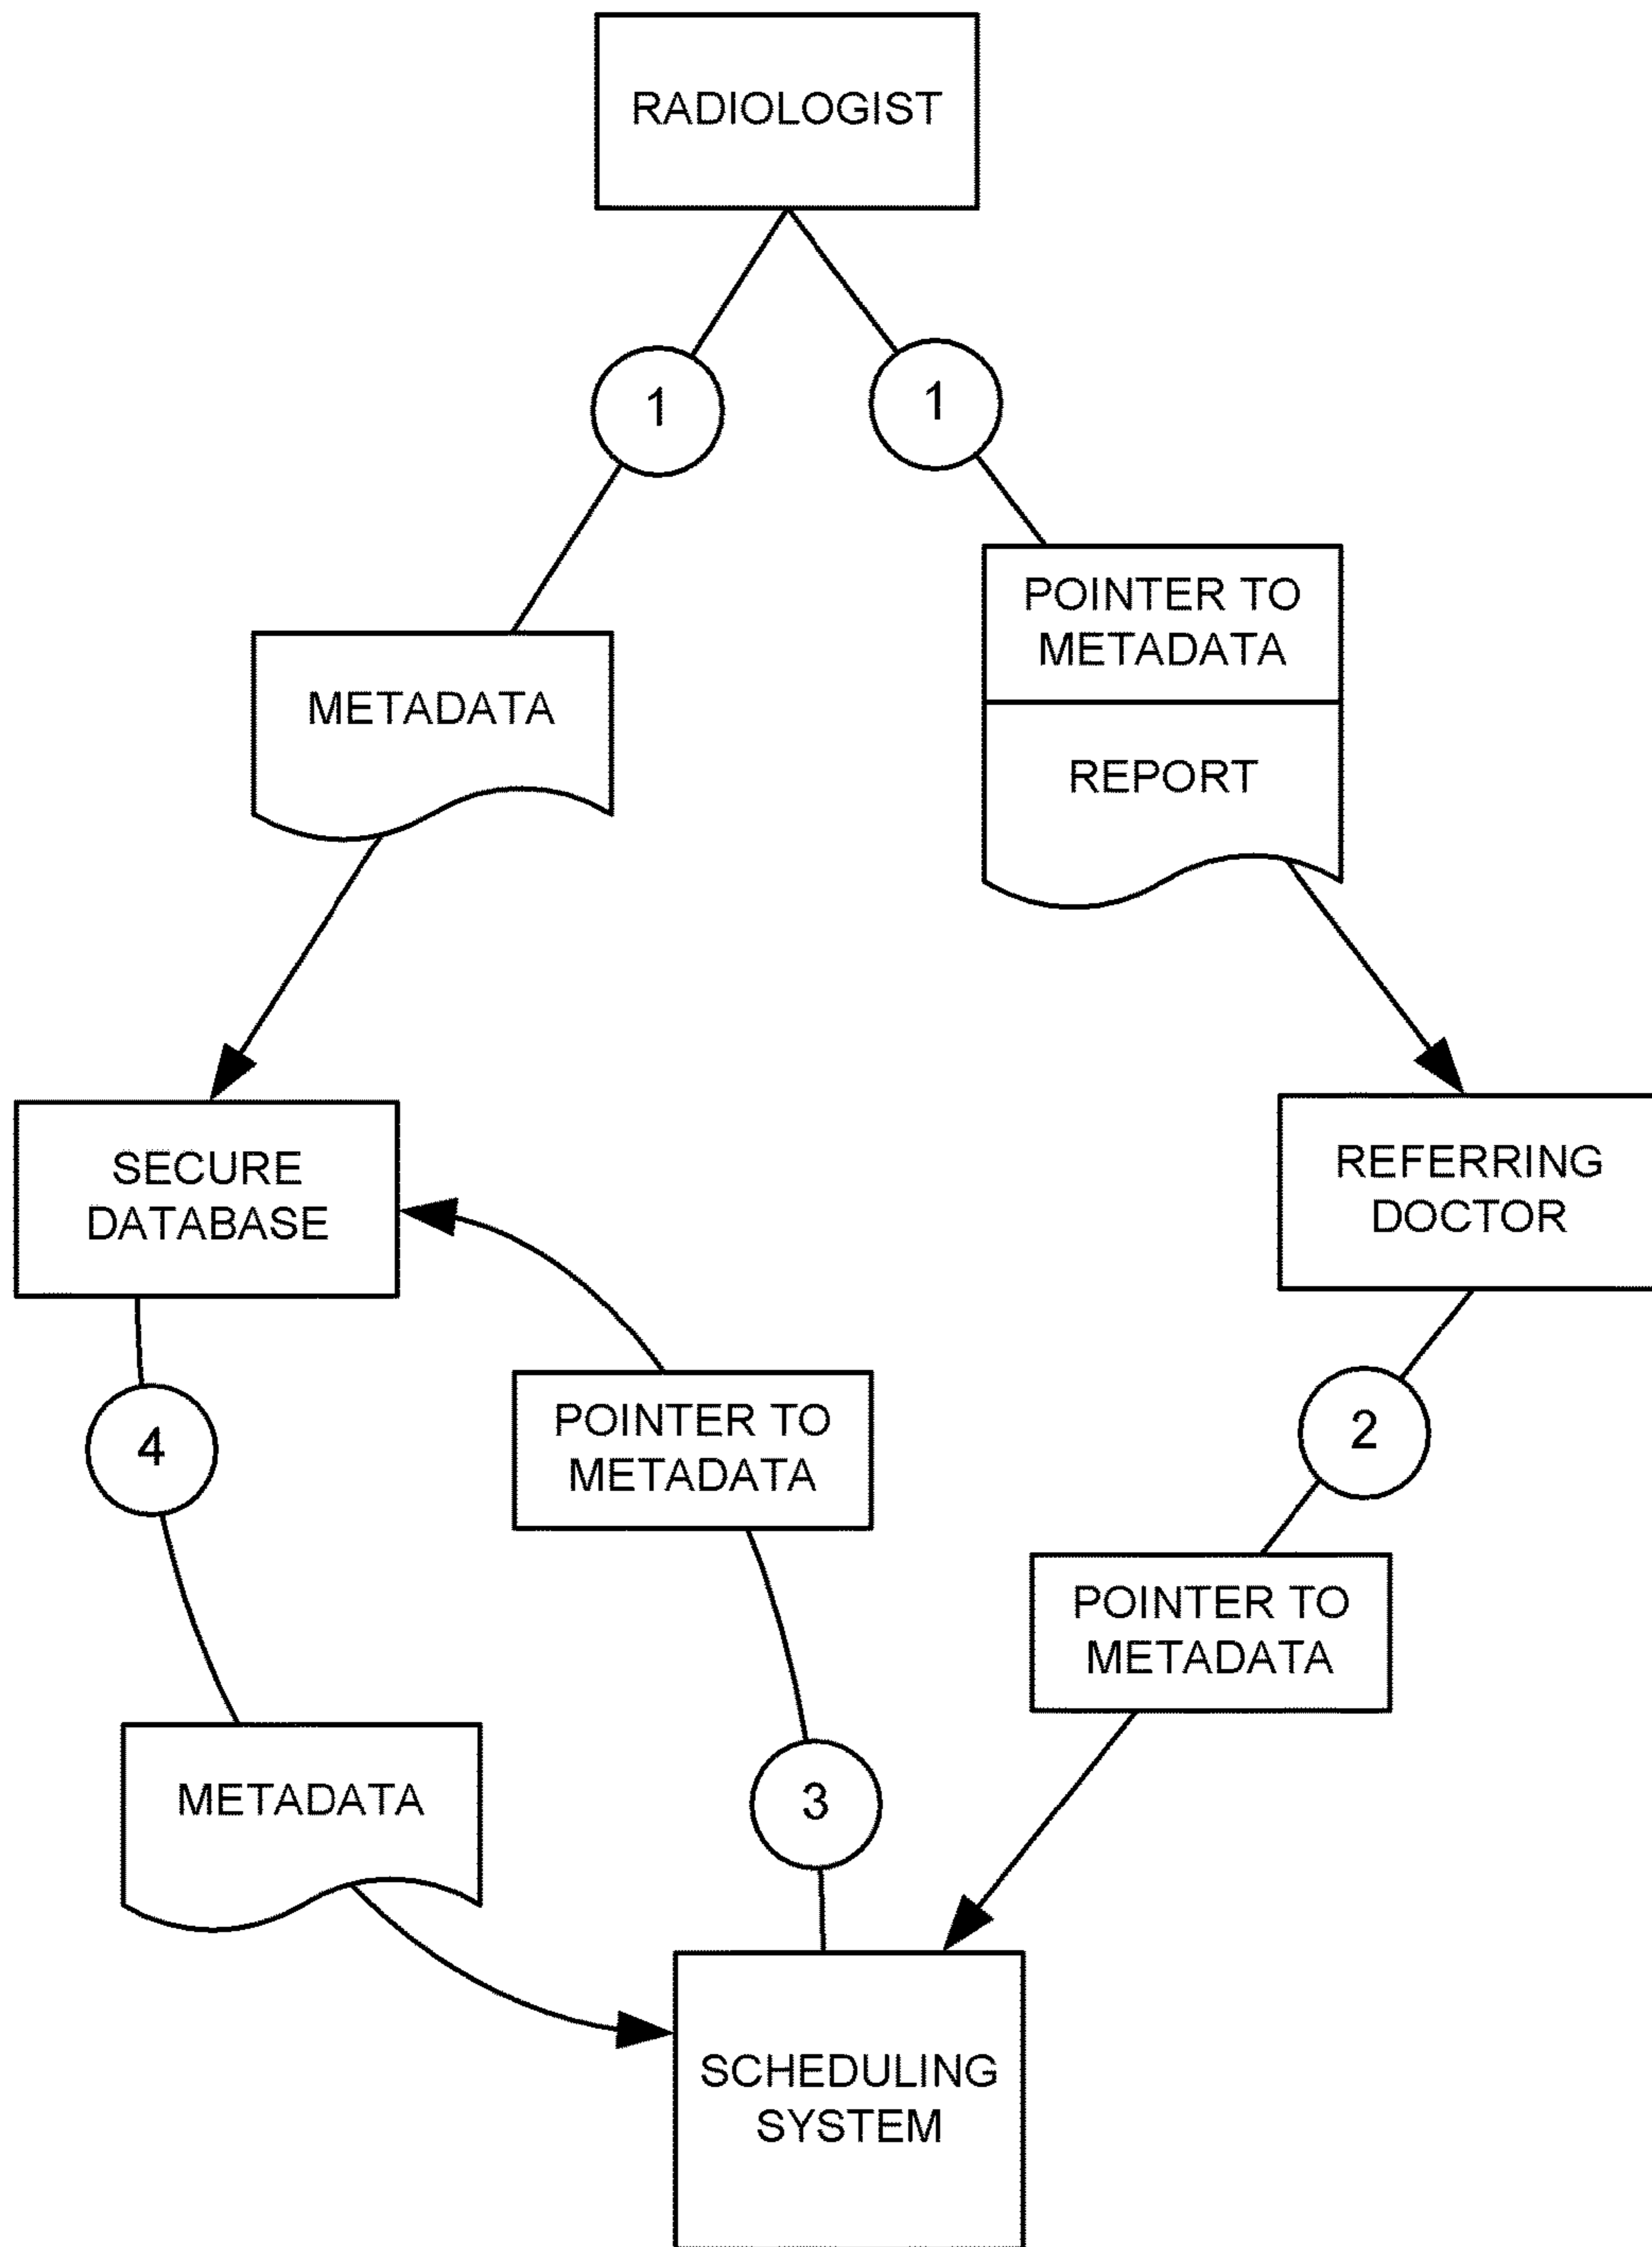 RADIOLOGIST
1
1
POINTER TO
METADATA
METADATA
REPORT
SECURE
DATABASE
REFERRING
DOCTOR
4
POINTER TO
METADATA
2
POINTER TO
METADATA
METADATA
3
SCHEDULING
SYSTEM